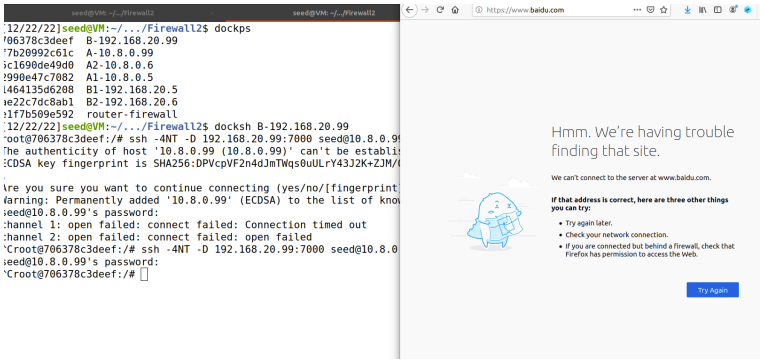 seed@VM: ~/.../Firewall2
seed@VM: ~/.../Firewall2
[12/22/22]seed@VM:~/.../Firewall2$ dockps
706378c3deef B-192.168.20.99
f7b20992c61c A-10.8.0.99
5c1690de49d0 A2-10.8.0.6
2990e47c7082 A1-10.8.0.5
1464135d6208 B1-192.168.20.5
ae22c7dc8ab1 B2-192.168.20.6
e1f7b509e592 router-firewall
[12/22/22]seed@VM:~/.../Firewall2$ docksh B-192.168.20.99
root@706378c3deef:/# ssh -4NT -D 192.168.20.99:7000 seed@10.8.0.99
The authenticity of host '10.8.0.99 (10.8.0.99)' can't be establis
ECDSA key fingerprint is SHA256:DPVcpVF2n4dJmTWqs0uULrY43J2K+ZJM/
.
Are you sure you want to continue connecting (yes/no/[fingerprint]
Warning: Permanently added '10.8.0.99' (ECDSA) to the list of know
seed@10.8.0.99's password:
channel 1: open failed: connect failed: Connection timed out
channel 2: open failed: connect failed: open failed
^Croot@706378c3deef:/# ssh -4NT -D 192.168.20.99:7000 seed@10.8.0
seed@10.8.0.99's password:
^Croot@706378c3deef:/#
https://www.baidu.com
Hmm. We're having trouble
finding that site.
We can't connect to the server at www.baidu.com.
If that address is correct, here are three other things
you can try:
• Try again later.
• Check your network connection.
• If you are connected but behind a firewall, check that
Firefox has permission to access the Web.
Try Again